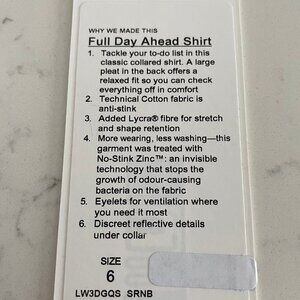 WHY WE MADE THIS
Full Day Ahead Shirt
1. Tackle your to-do list in this
classic collared shirt. A large
pleat in the back offers a
relaxed fit so you can check
everything off in comfort
2. Technical Cotton fabric is
anti-stink
3. Added Lycra® fibre for stretch
and shape retention
4. More wearing, less washing—this
garment was treated with
No-Stink Zinc™: an invisible
technology that stops the
growth of odour-causing
bacteria on the fabric
5. Eyelets for ventilation where
you need it most
6. Discreet reflective details
under collar
SIZE
6
LW3DGQS SRNB